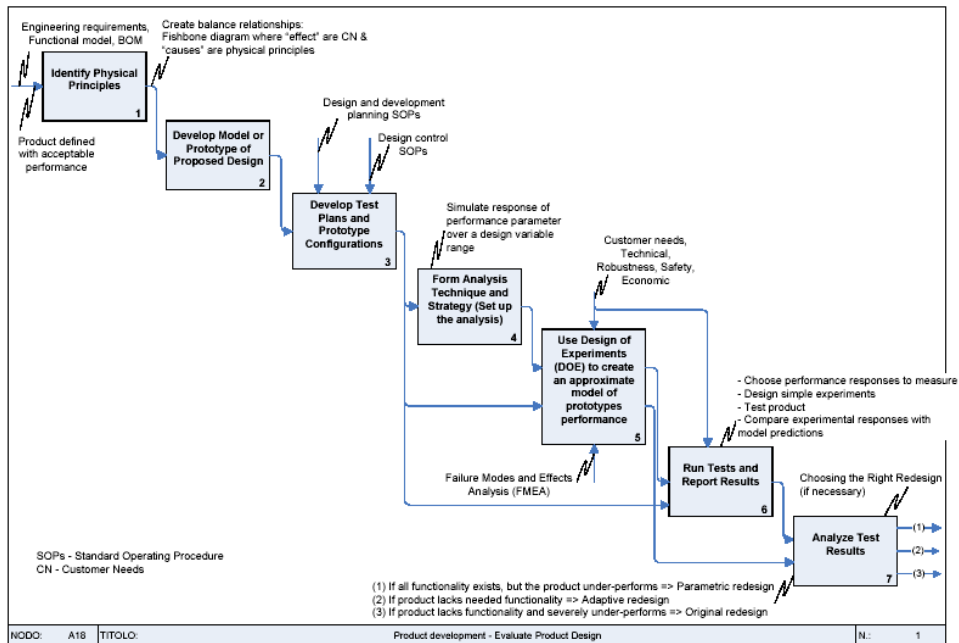 Engineering requirements,
Functional model, BOM
Create balance relationships:
Fishbone diagram where "effect" are CN &
"causes" are physical principles
Identify Physical
Principles
1
Product defined
with acceptable
performance
Develop Model or
Prototype of
Proposed Design
2
Design and development
planning SOPs
Design control
SOPs
Develop Test
Plans and
Prototype
Configurations
3
Simulate response of
performance parameter
over a design variable
range
Form Analysis
Technique and
Strategy (Set up
the analysis)
4
Customer needs,
Technical,
Robustness, Safety,
Economic
Use Design of
Experiments
(DOE) to create
an approximate
model of
prototypes
performance
5
Failure Modes and Effects
Analysis (FMEA)
- Choose performance responses to measure
- Design simple experiments
- Test product
- Compare experimental responses with
model predictions
Run Tests and
Report Results
6
Choosing the Right Redesign
(if necessary)
Analyze Test
Results
7
(1)
(2)
(3)
SOPs - Standard Operating Procedure
CN - Customer Needs
(1) If all functionality exists, but the product under-performs => Parametric redesign
(2) If product lacks needed functionality => Adaptive redesign
(3) If product lacks functionality and severely under-performs => Original redesign
NODO: A18 TITOLO: Product development - Evaluate Product Design N.: 1